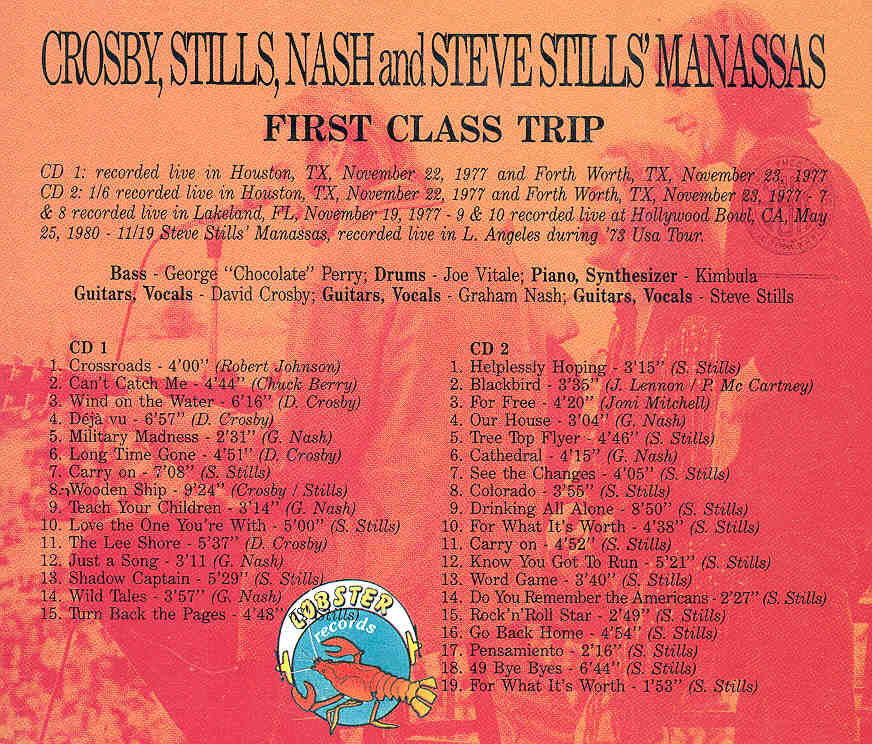 CROSBY, STILLS, NASH and STEVE STILLS' MANASSAS
FIRST CLASS TRIP
CD 1: recorded live in Houston, TX, November 22, 1977 and Forth Worth, TX, November 23, 1977
CD 2: 1/6 recorded live in Houston, TX, November 22, 1977 and Forth Worth, TX, November 23, 1977 - 7
& 8 recorded live in Lakeland, FL, November 19, 1977 - 9 & 10 recorded live at Hollywood Bowl, CA, May
25, 1980 - 11/19 Steve Stills' Manassas, recorded live in L. Angeles during '73 Usa Tour.
Bass - George "Chocolate" Perry; Drums - Joe Vitale; Piano, Synthesizer - Kimbula
Guitars, Vocals - David Crosby; Guitars, Vocals - Graham Nash; Guitars, Vocals - Steve Stills
CD 1
1. Crossroads - 4'00" (Robert Johnson)
2. Can't Catch Me - 4'44" (Chuck Berry)
3. Wind on the Water - 6'16" (D. Crosby)
4. Déjà vu - 6'57" (D. Crosby)
5. Military Madness - 2'31" (G. Nash)
6. Long Time Gone - 4'51" (D. Crosby)
7. Carry on - 7'08" (S. Stills)
8. Wooden Ship - 9'24" (Crosby / Stills)
9. Teach Your Children - 3'14" (G. Nash)
10. Love the One You're With - 5'00" (S. Stills)
11. The Lee Shore - 5'37" (D. Crosby)
12. Just a Song - 3'11 (G. Nash)
13. Shadow Captain - 5'29" (S. Stills)
14. Wild Tales - 3'57" (G. Nash)
15. Turn Back the Pages - 4'48" (S. Stills)
CD 2
1. Helplessly Hoping - 3'15" (S. Stills)
2. Blackbird - 3'35" (J. Lennon / P. Mc Cartney)
3. For Free - 4'20" (Joni Mitchell)
4. Our House - 3'04" (G. Nash)
5. Tree Top Flyer - 4'46" (S. Stills)
6. Cathedral - 4'15" (G. Nash)
7. See the Changes - 4'05" (S. Stills)
8. Colorado - 3'55" (S. Stills)
9. Drinking All Alone - 8'50" (S. Stills)
10. For What It's Worth - 4'38" (S. Stills)
11. Carry on - 4'52" (S. Stills)
12. Know You Got To Run - 5'21" (S. Stills)
13. Word Game - 3'40" (S. Stills)
14. Do You Remember the Americans - 2'27" (S. Stills)
15. Rock'n'Roll Star - 2'49" (S. Stills)
16. Go Back Home - 4'54" (S. Stills)
17. Pensamiento - 2'16" (S. Stills)
18. 49 Bye Byes - 6'44" (S. Stills)
19. For What It's Worth - 1'53" (S. Stills)
LOBSTER
records